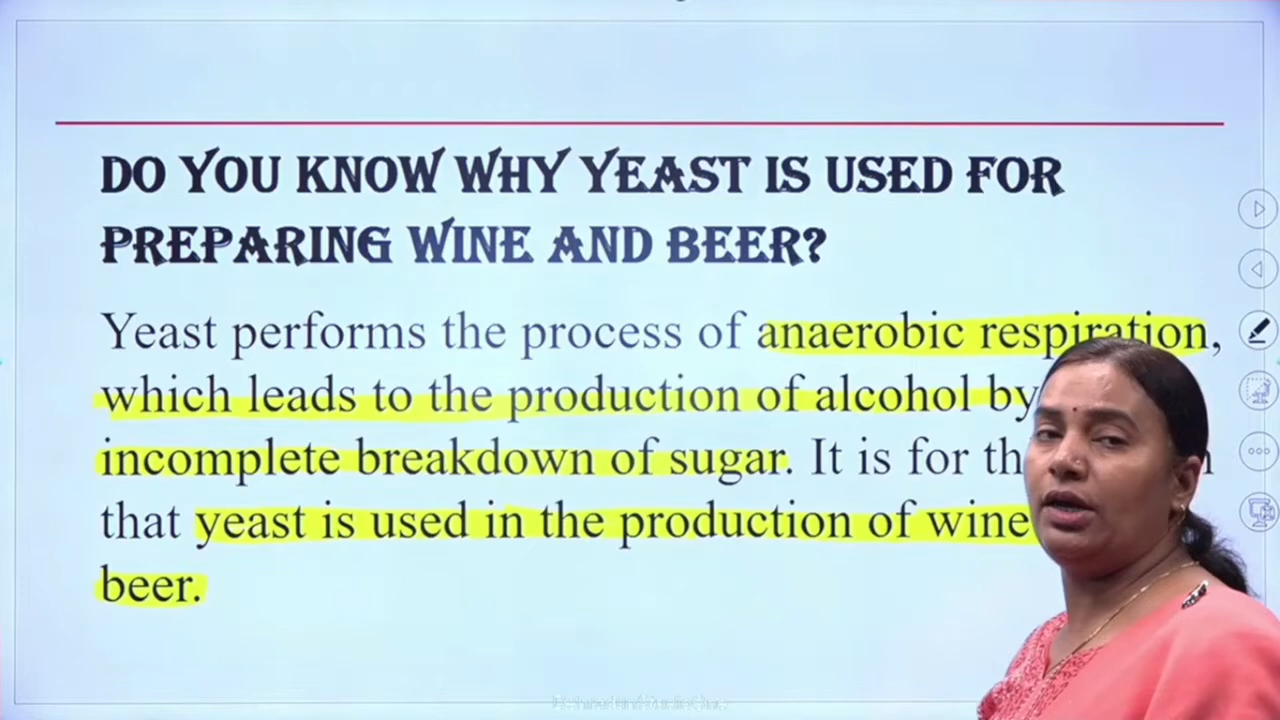 DO YOU KNOW WHY YEAST IS USED FOR
PREPARING WINE AND BEER?
Yeast performs the process of anaerobic respiration,
which leads to the production of alcohol by
incomplete breakdown of sugar. It is for
that yeast is used in the production of wine
beer.